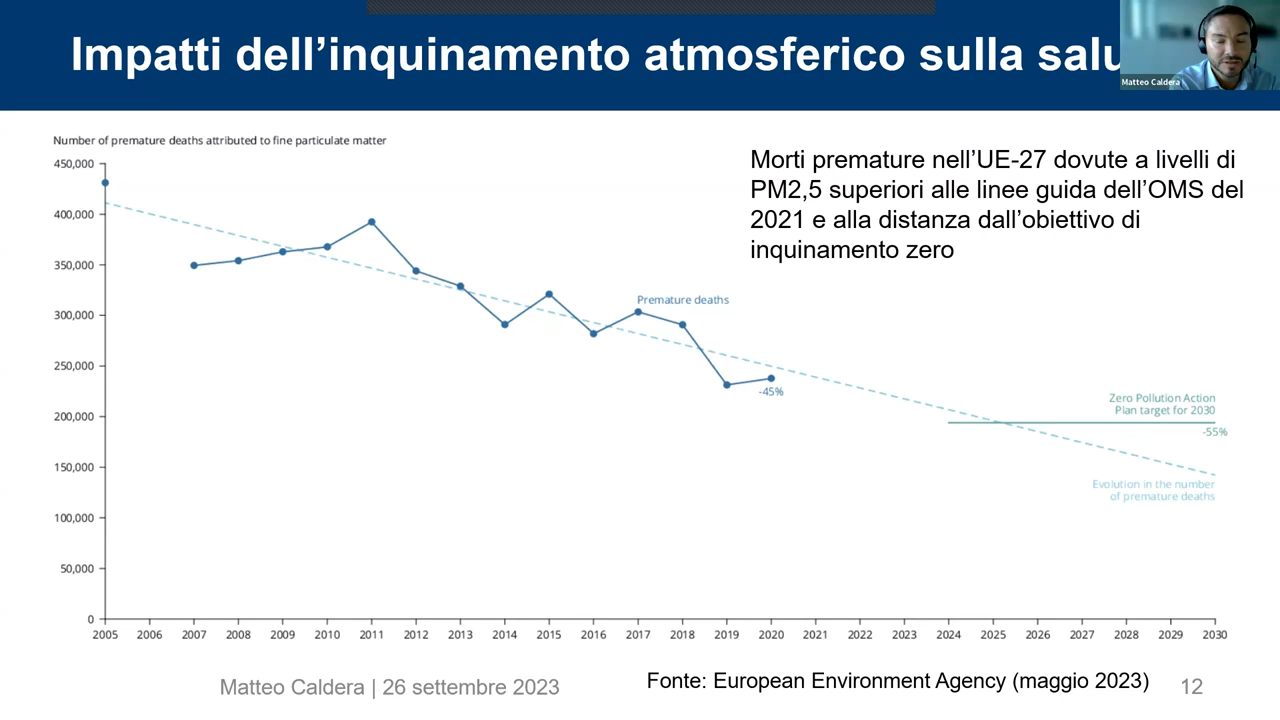 Impatti dell’inquinamento atmosferico sulla salu
Matteo Caldera
Number of premature deaths attributed to fine particulate matter
Morti premature nell’UE-27 dovute a livelli di
PM2,5 superiori alle linee guida dell’OMS del
2021 e alla distanza dall’obiettivo di
inquinamento zero
450,000
400,000
350,000
300,000
250,000
200,000
150,000
100,000
50,000
0
Premature deaths
-45%
Zero Pollution Action
Plan target for 2030
-55%
Evolution in the number
of premature deaths
2005 2006 2007 2008 2009 2010 2011 2012 2013 2014 2015 2016 2017 2018 2019 2020 2021 2022 2023 2024 2025 2026 2027 2028 2029 2030
Matteo Caldera | 26 settembre 2023
Fonte: European Environment Agency (maggio 2023)
12